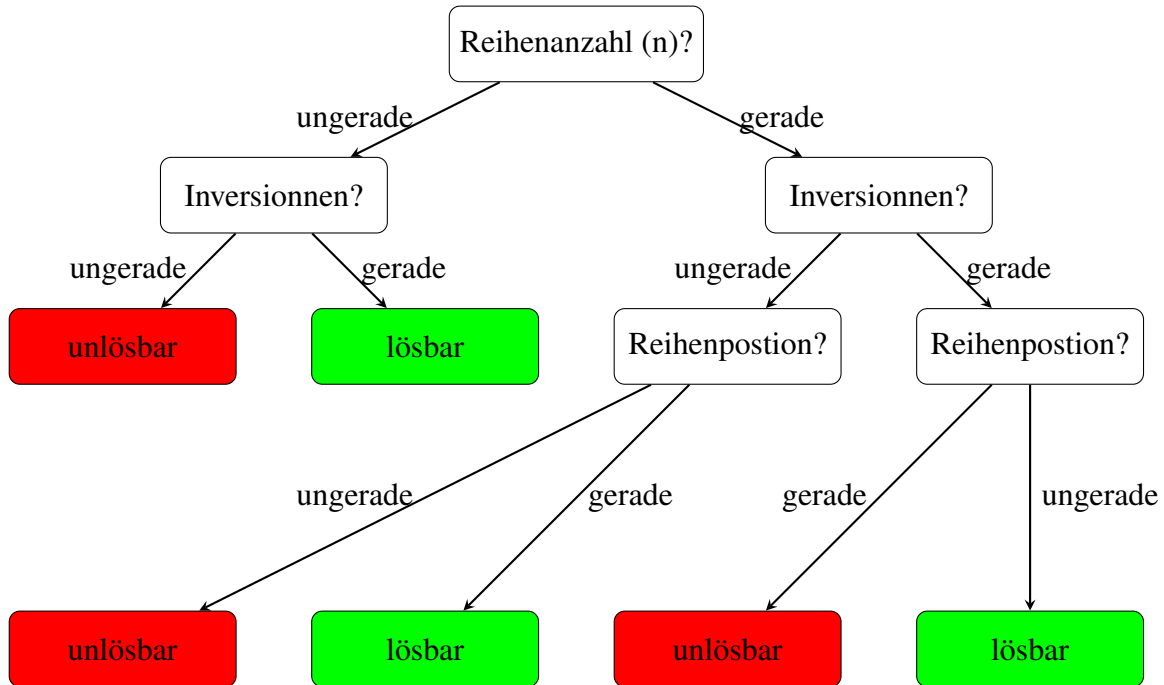 Reihenanzahl (n)?
ungerade
gerade
Inversionnen?
Inversionnen?
ungerade
gerade
ungerade
gerade
unlösbar
lösbar
Reihenpostion?
Reihenpostion?
ungerade
gerade
gerade
ungerade
unlösbar
lösbar
unlösbar
lösbar